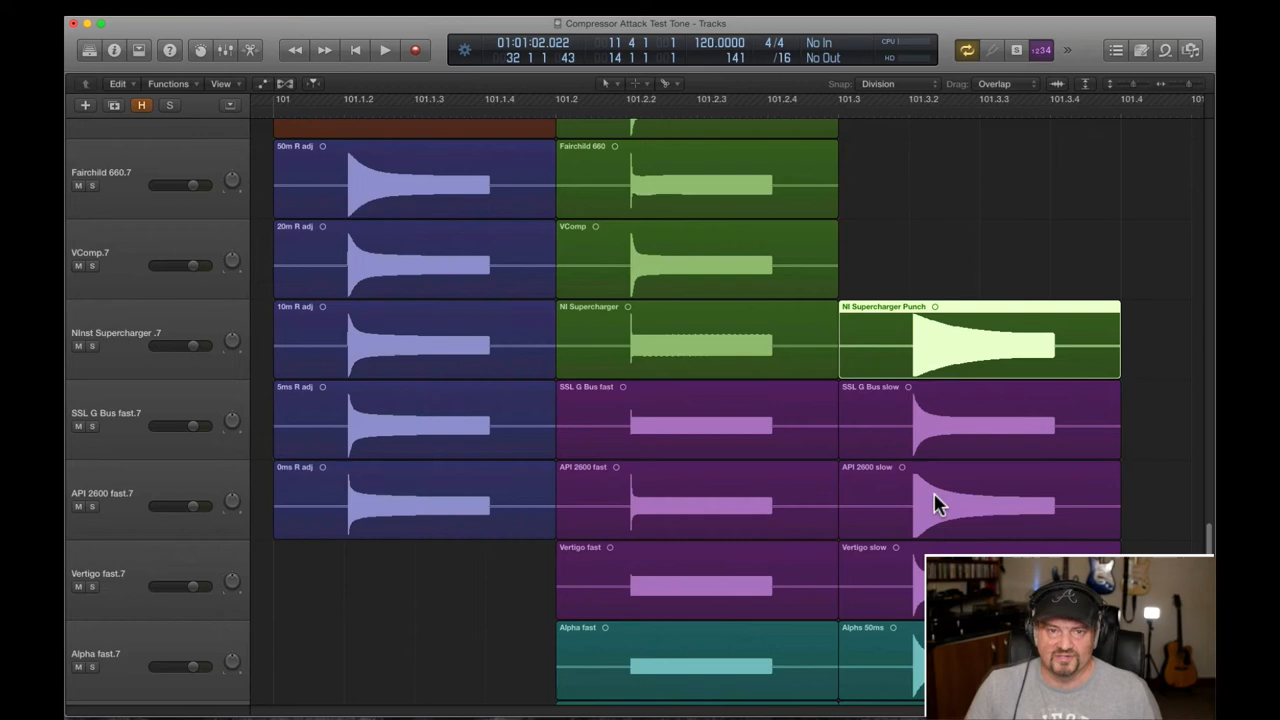 Compressor Attack Test Tone - Tracks
01:01:02.022 11 4 1 1 120.0000 4/4 No In CPU
32 1 1 43 14 1 1 141 /16 No Out HD
S 1234
Edit Functions View Snap: Division Drag: Overlap
H S 101 101.1.2 101.1.3 101.1.4 101.2 101.2.2 101.2.3 101.2.4 101.3 101.3.2 101.3.3 101.3.4 101.4
50m R adj Fairchild 660
Fairchild 660.7
M S
20m R adj VComp
VComp.7
M S
10m R adj NI Supercharger NI Supercharger Punch
NInst Supercharger .7
M S
5ms R adj SSL G Bus fast SSL G Bus slow
SSL G Bus fast.7
M S
0ms R adj API 2600 fast API 2600 slow
API 2600 fast.7
M S
Vertigo fast Vertigo slow
Vertigo fast.7
M S
Alpha fast Alphs 50ms
Alpha fast.7
M S